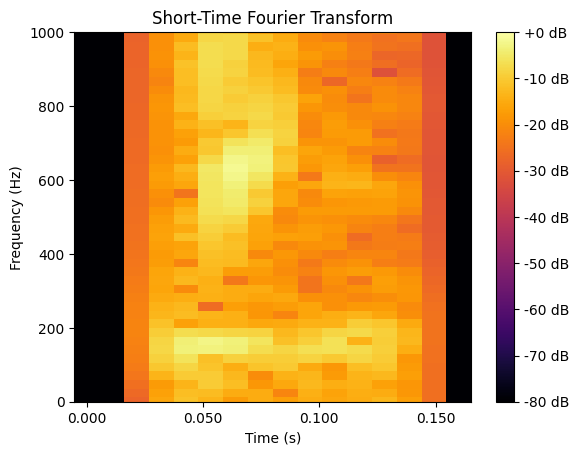 Short-Time Fourier Transform
Frequency (Hz)
1000
800
600
400
200
0
0.000
0.050
0.100
0.150
Time (s)
+0 dB
-10 dB
-20 dB
-30 dB
-40 dB
-50 dB
-60 dB
-70 dB
-80 dB